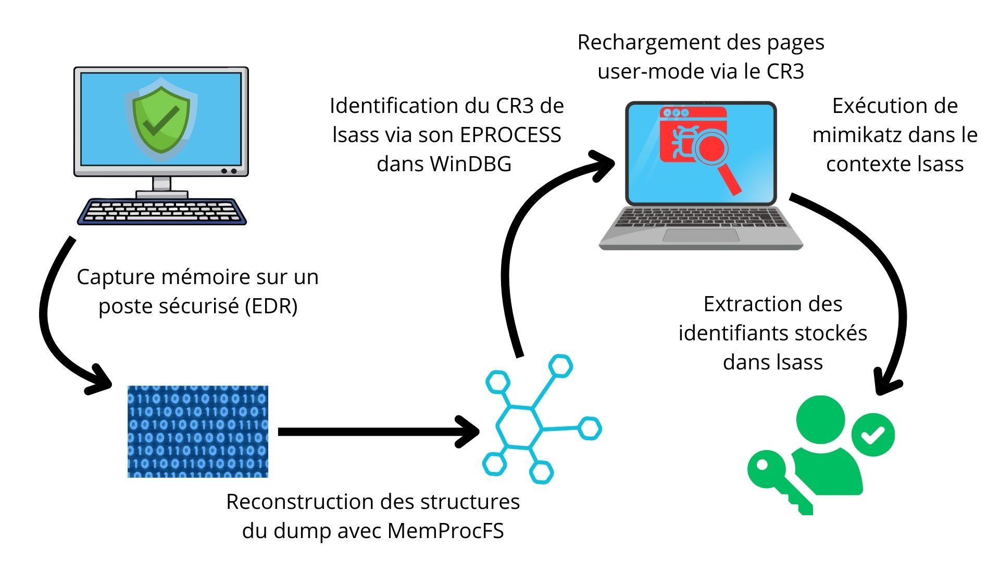 Capture mémoire sur un
poste sécurisé (EDR)
Reconstruction des structures
du dump avec MemProcFS
Identification du CR3 de
lsass via son EPROCESS
dans WinDBG
Rechargement des pages
user-mode via le CR3
Exécution de
mimikatz dans le
contexte lsass
Extraction des
identifiants stockés
dans lsass